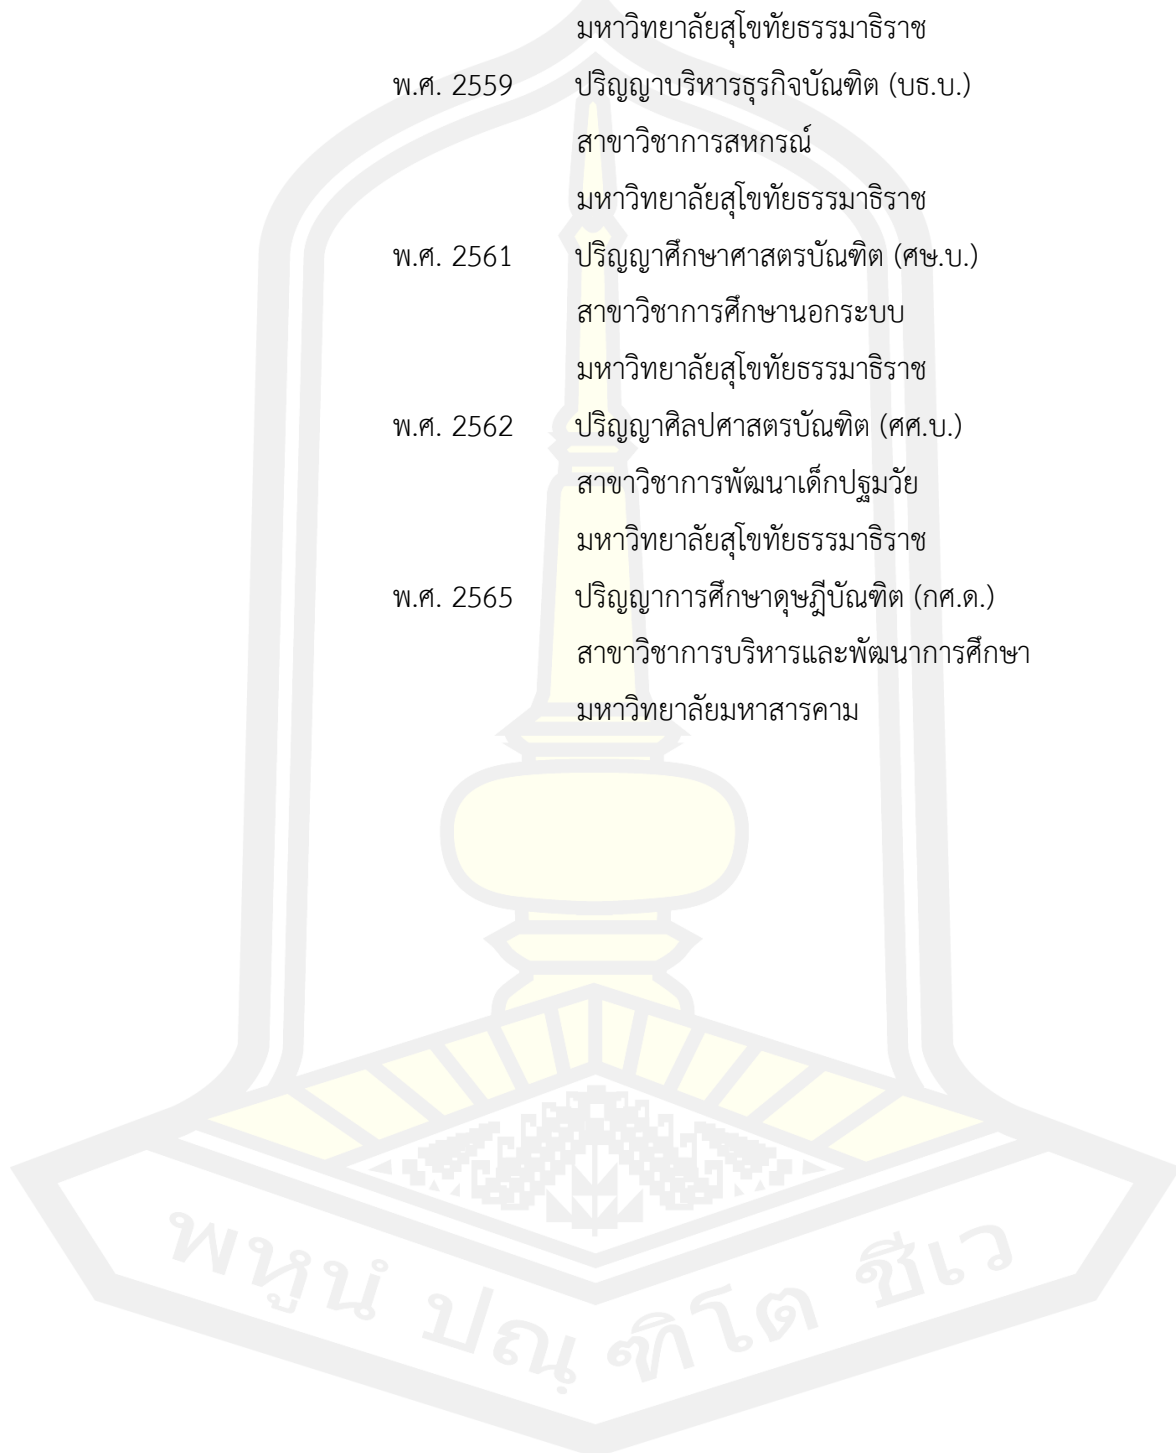 มหาวิทยาลัยสุโขทัยธรรมาธิราช
พ.ศ. 2559 ปริญญาบริหารธุรกิจบัณฑิต (บธ.บ.)
สาขาวิชาการสหกรณ์
มหาวิทยาลัยสุโขทัยธรรมาธิราช
พ.ศ. 2561 ปริญญาศึกษาศาสตรบัณฑิต (ศษ.บ.)
สาขาวิชาการศึกษานอกระบบ
มหาวิทยาลัยสุโขทัยธรรมาธิราช
พ.ศ. 2562 ปริญญาศิลปศาสตรบัณฑิต (ศศ.บ.)
สาขาวิชาการพัฒนาเด็กปฐมวัย
มหาวิทยาลัยสุโขทัยธรรมาธิราช
พ.ศ. 2565 ปริญญาการศึกษาดุษฎีบัณฑิต (กศ.ด.)
สาขาวิชาการบริหารและพัฒนาการศึกษา
มหาวิทยาลัยมหาสารคาม
พหูนํ ปณฺ ฑิโต ชีเว